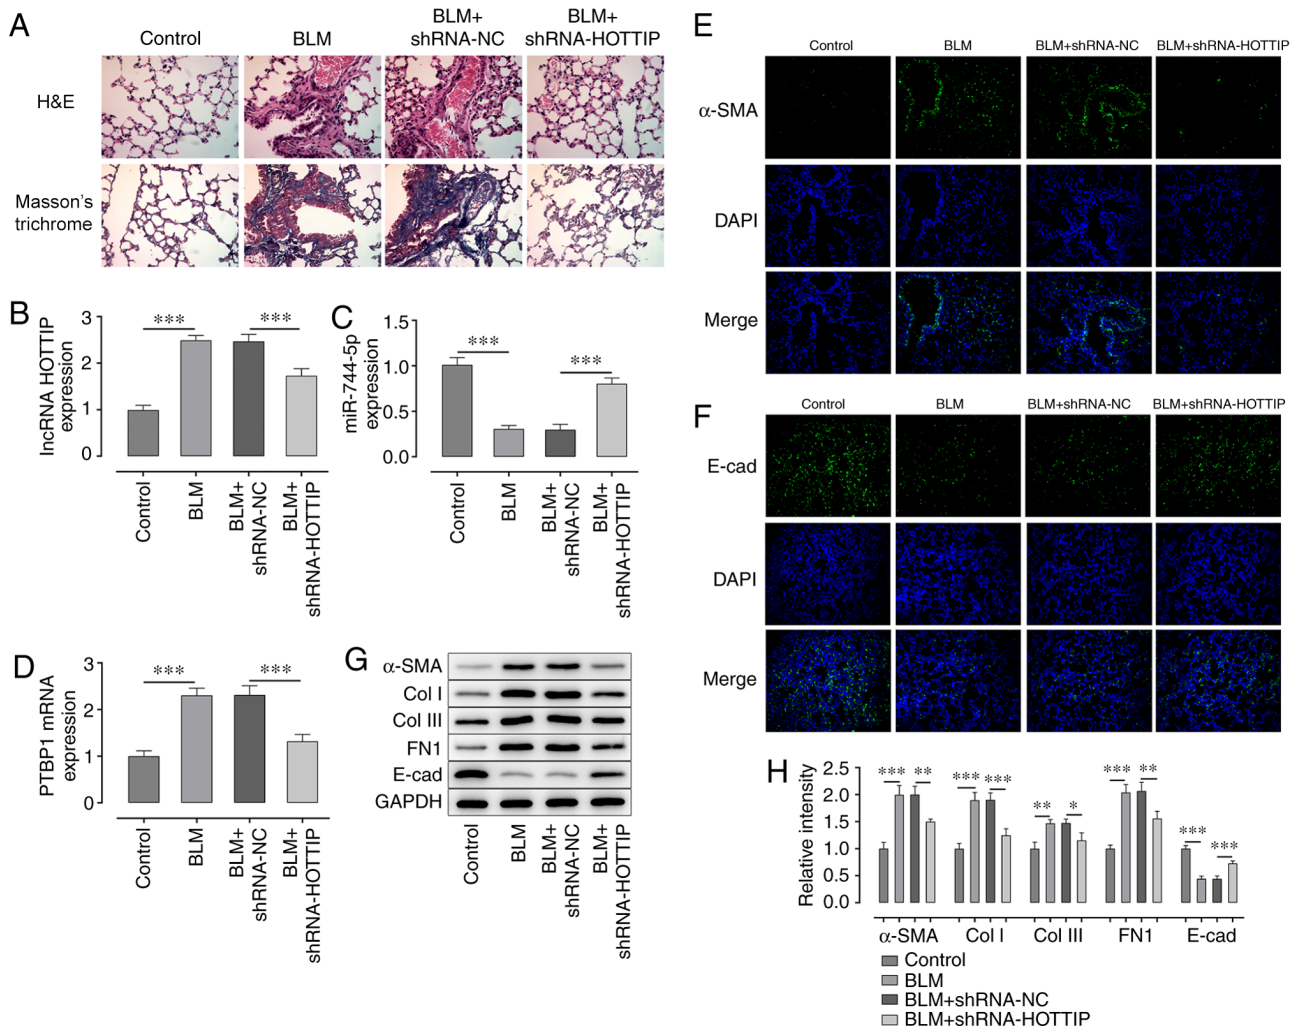 A
Control
BLM
BLM+
shRNA-NC
BLM+
shRNA-HOTTIP
H&E
Masson's
trichrome
B
lncRNA HOTTIP
expression
3
2
1
0
***
***
Control
BLM
BLM+
shRNA-NC
BLM+
shRNA-HOTTIP
C
miR-744-5p
expression
1.5
1.0
0.5
0.0
***
***
Control
BLM
BLM+
shRNA-NC
BLM+
shRNA-HOTTIP
D
PTBP1 mRNA
expression
3
2
1
0
***
***
Control
BLM
BLM+
shRNA-NC
BLM+
shRNA-HOTTIP
E
Control
BLM
BLM+shRNA-NC
BLM+shRNA-HOTTIP
α-SMA
DAPI
Merge
F
Control
BLM
BLM+shRNA-NC
BLM+shRNA-HOTTIP
E-cad
DAPI
Merge
G
α-SMA
Col I
Col III
FN1
E-cad
GAPDH
Control
BLM
BLM+
shRNA-NC
BLM+
shRNA-HOTTIP
H
Relative intensity
2.5
2.0
1.5
1.0
0.5
0.0
*** **
*** ***
** *
*** **
*** ***
α-SMA
Col I
Col III
FN1
E-cad
Control
BLM
BLM+shRNA-NC
BLM+shRNA-HOTTIP